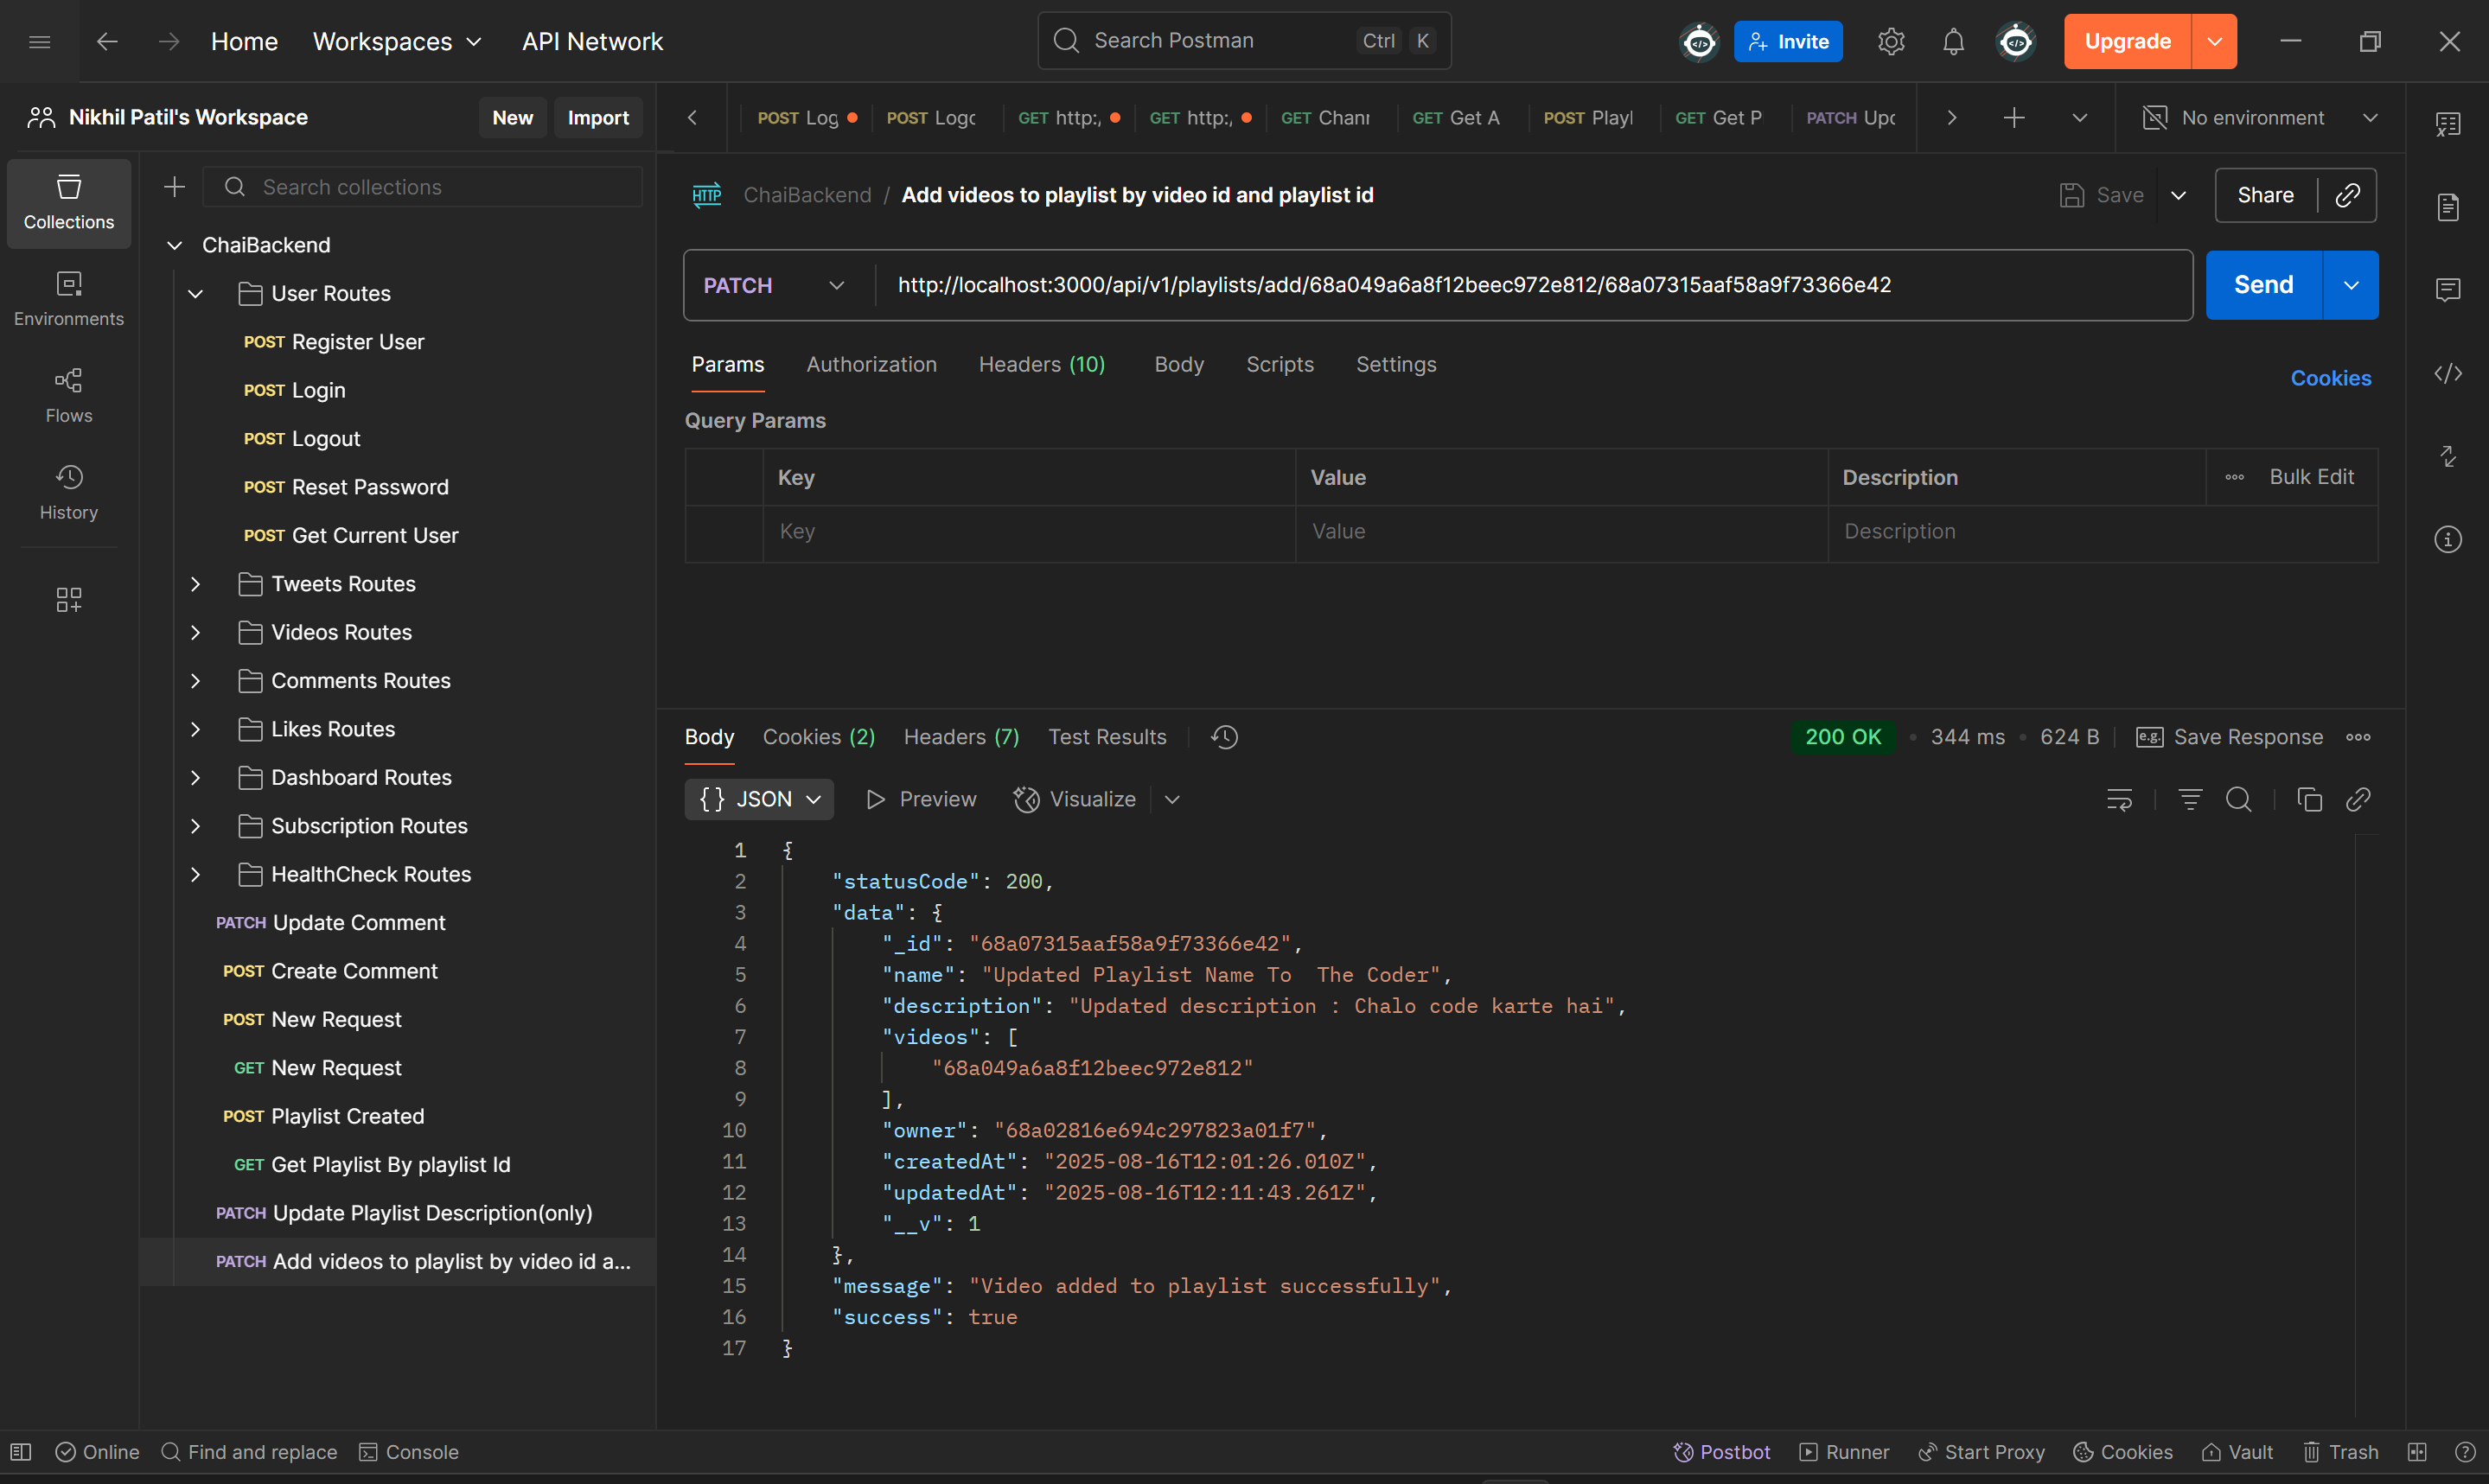 Home Workspaces API Network Search Postman Ctrl K Invite Upgrade
Nikhil Patil's Workspace New Import
POST Log POST Logo GET http:/ GET http:/ GET Chan GET Get A POST Playl GET Get P PATCH Upd No environment
Collections
Environments
Flows
History
Search collections
ChaiBackend
User Routes
POST Register User
POST Login
POST Logout
POST Reset Password
POST Get Current User
Tweets Routes
Videos Routes
Comments Routes
Likes Routes
Dashboard Routes
Subscription Routes
HealthCheck Routes
PATCH Update Comment
POST Create Comment
POST New Request
GET New Request
POST Playlist Created
GET Get Playlist By playlist Id
PATCH Update Playlist Description(only)
PATCH Add videos to playlist by video id a...
HTTP ChaiBackend / Add videos to playlist by video id and playlist id Save Share
PATCH http://localhost:3000/api/v1/playlists/add/68a049a6a8f12beec972e812/68a07315aaf58a9f73366e42 Send
Params Authorization Headers (10) Body Scripts Settings Cookies
Query Params
Key Value Description Bulk Edit
Key Value Description
Body Cookies (2) Headers (7) Test Results 200 OK 344 ms 624 B e.g. Save Response
{ } JSON Preview Visualize
1 {
2 "statusCode": 200,
3 "data": {
4 "_id": "68a07315aaf58a9f73366e42",
5 "name": "Updated Playlist Name To  The Coder",
6 "description": "Updated description : Chalo code karte hai",
7 "videos": [
8 "68a049a6a8f12beec972e812"
9 ],
10 "owner": "68a02816e694c297823a01f7",
11 "createdAt": "2025-08-16T12:01:26.010Z",
12 "updatedAt": "2025-08-16T12:11:43.261Z",
13 "__v": 1
14 },
15 "message": "Video added to playlist successfully",
16 "success": true
17 }
Online Find and replace Console Postbot Runner Start Proxy Cookies Vault Trash